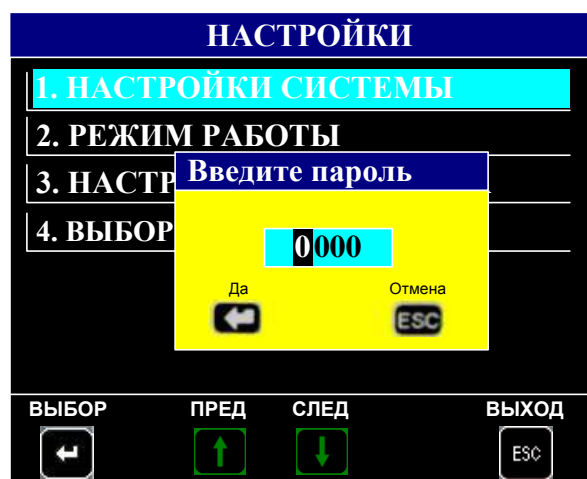 НАСТРОЙКИ
1. НАСТРОЙКИ СИСТЕМЫ
2. РЕЖИМ РАБОТЫ
3. НАСТР
4. ВЫБОР
Введите пароль
0000
Да Отмена
ESC
ВЫБОР ПРЕД СЛЕД ВЫХОД
ESC